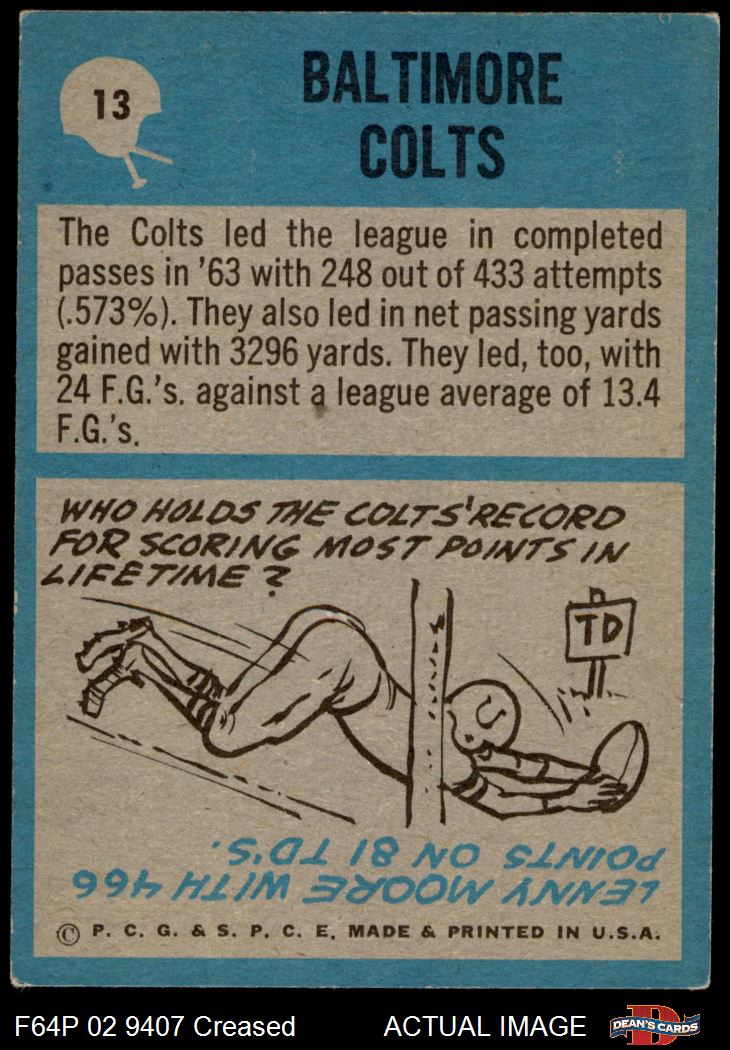 13
BALTIMORE
COLTS
The Colts led the league in completed
passes in '63 with 248 out of 433 attempts
(.573%). They also led in net passing yards
gained with 3296 yards. They led, too, with
24 F.G.'s. against a league average of 13.4
F.G.'s.
WHO HOLDS THE COLTS' RECORD
FOR SCORING MOST POINTS IN
LIFETIME?
TD
LENNY MOORE WITH 466
POINTS ON 81 TD'S.
© P. C. G. & S. P. C. E. MADE & PRINTED IN U.S.A.
F64P 02 9407 Creased ACTUAL IMAGE
D
DEAN'S CARDS